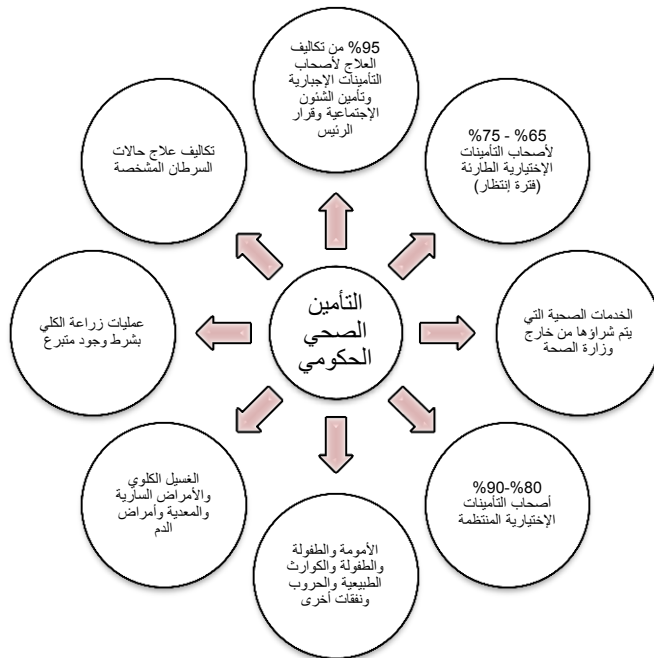 التأمين
الصحي
الحكومي
%95 من تكاليف
العلاج لأصحاب
التأمينات الإجبارية
وتأمين الشئون
الإجتماعية وقرار
الرئيس
%75 - %65
لأصحاب التأمينات
الإختيارية الطارئة
(فترة إنتظار)
الخدمات الصحية التي
يتم شراؤها من خارج
وزارة الصحة
%90-%80
أصحاب التأمينات
الإختيارية المنتظمة
الأمومة والطفولة
والطفولة والكوارث
الطبيعية والحروب
ونفقات أخرى
الغسيل الكلوي
والأمراض السارية
والمعدية وأمراض
الدم
عمليات زراعة الكلي
بشرط وجود متبرع
تكاليف علاج حالات
السرطان المشخصة